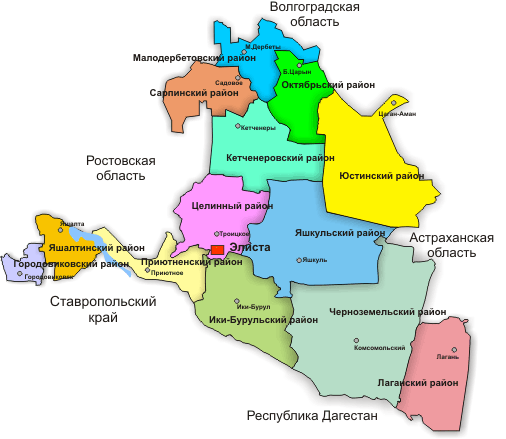 Волгоградская
область
М.Дербеты
Малодербетовский район
Б.Царын
Садовое
Октябрьский район
Сарпинский район
Цаган-Аман
Кетченеры
Кетченеровский район
Ростовская
область
Юстинский район
Целинный район
Яшалта
Троицкое
Яшкульский район
Астраханская
область
Элиста
Яшалтинский район
Яшкуль
Приютненский район
Городовиковский район
Приютное
Городовиковск
Ставропольский
край
Ики-Бурул
Черноземельский район
Ики-Бурульский район
Комсомольский
Лагань
Лаганский район
Республика Дагестан